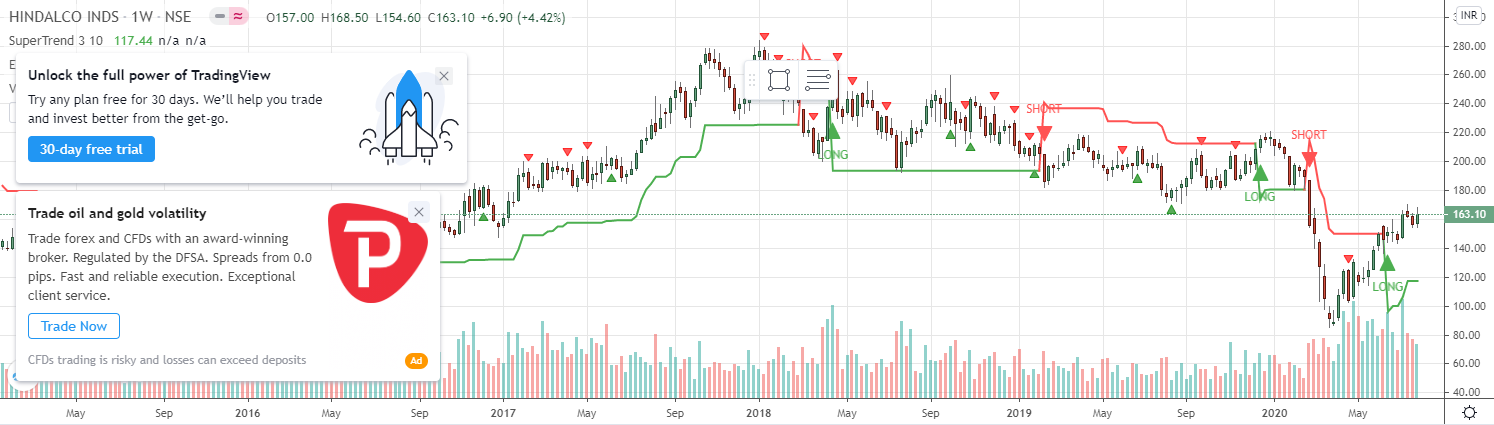 HINDALCO INDS · 1W · NSE
O157.00 H168.50 L154.60 C163.10 +6.90 (+4.42%)
INR
SuperTrend 3 10 117.44 n/a n/a
Unlock the full power of TradingView
Try any plan free for 30 days. We'll help you trade
and invest better from the get-go.
30-day free trial
Trade oil and gold volatility
Trade forex and CFDs with an award-winning
broker. Regulated by the DFSA. Spreads from 0.0
pips. Fast and reliable execution. Exceptional
client service.
Trade Now
CFDs trading is risky and losses can exceed deposits
Ad
P
LONG
SHORT
LONG
SHORT
LONG
280.00
260.00
240.00
220.00
200.00
180.00
163.10
140.00
120.00
100.00
80.00
60.00
40.00
May Sep 2016 May Sep 2017 May Sep 2018 May Sep 2019 May Sep 2020 May